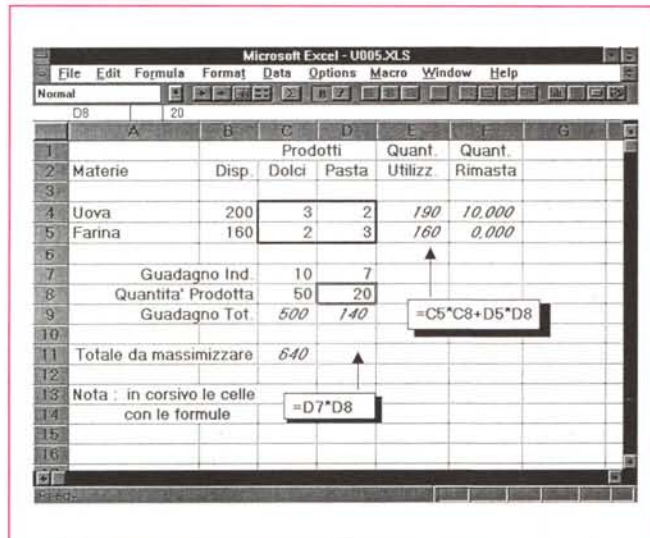 Microsoft Excel - U005.XLS
File Edit Formula Format Data Options Macro Window Help
Normal
D8 20
A B C D E F G
1 Prodotti Quant. Quant.
2 Materie Disp. Dolci Pasta Utilizz. Rimasta
3
4 Uova 200 3 2 190 10,000
5 Farina 160 2 3 160 0,000
6
7 Guadagno Ind. 10 7
8 Quantita' Prodotta 50 20
9 Guadagno Tot. 500 140 =C5*C8+D5*D8
10
11 Totale da massimizzare 640
12
13 Nota : in corsivo le celle
14 con le formule =D7*D8
15
16